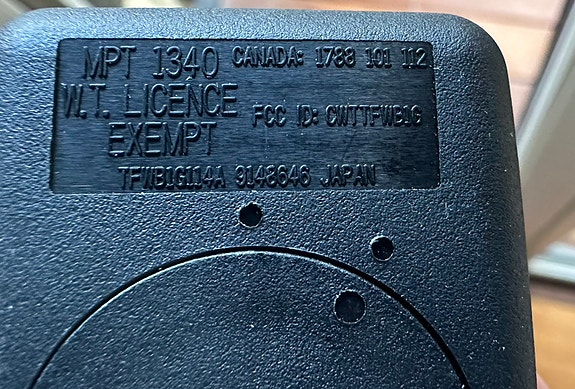 MPT 1340
W.T. LICENCE
EXEMPT
CANADA: 1788 101 112
FCC ID: CWTTFWB1G
TFWB1G114A 3148646 JAPAN